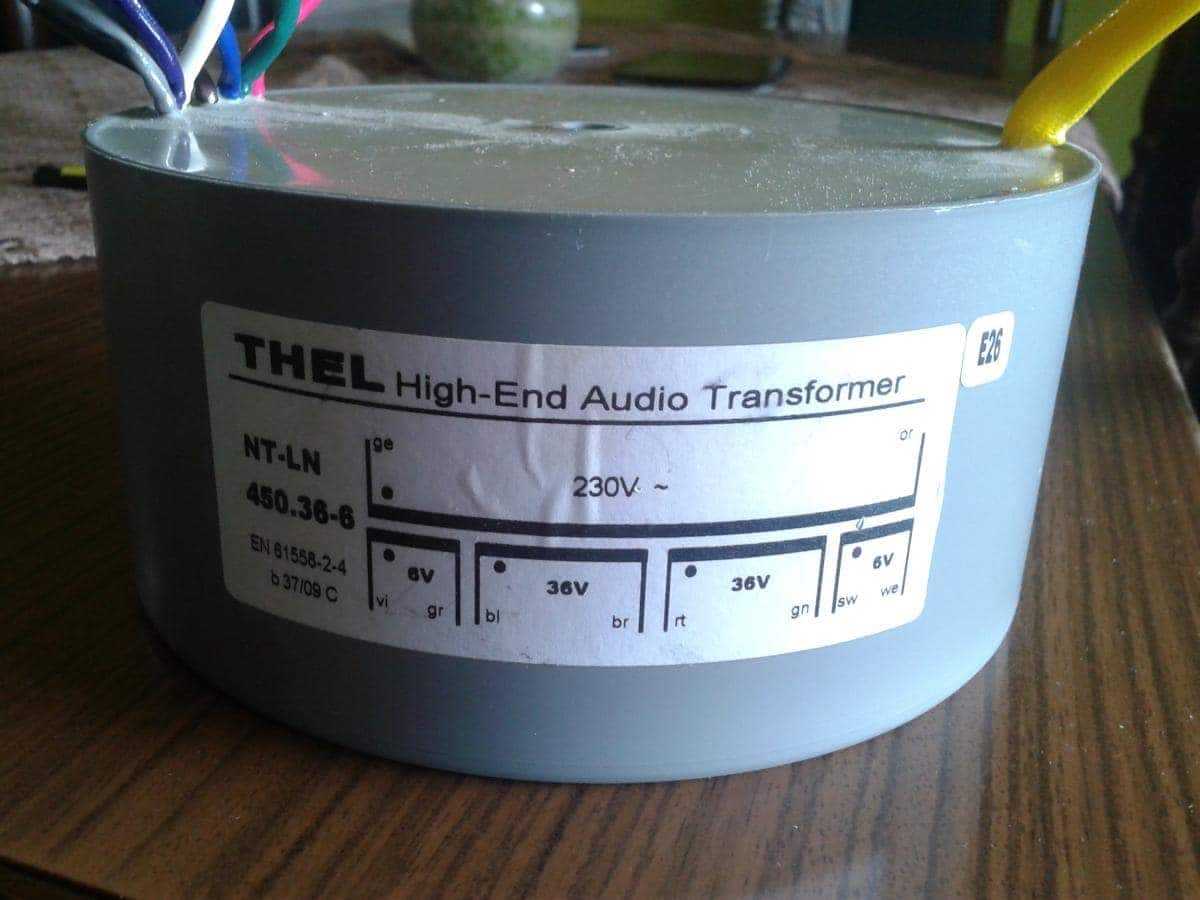 THEL High-End Audio Transformer
E26
NT-LN
450.36-6
EN 61558-2-4
b 37/09 C
ge
or
230V ~
6V
36V
36V
6V
vi
gr
bl
br
rt
gn
sw
we